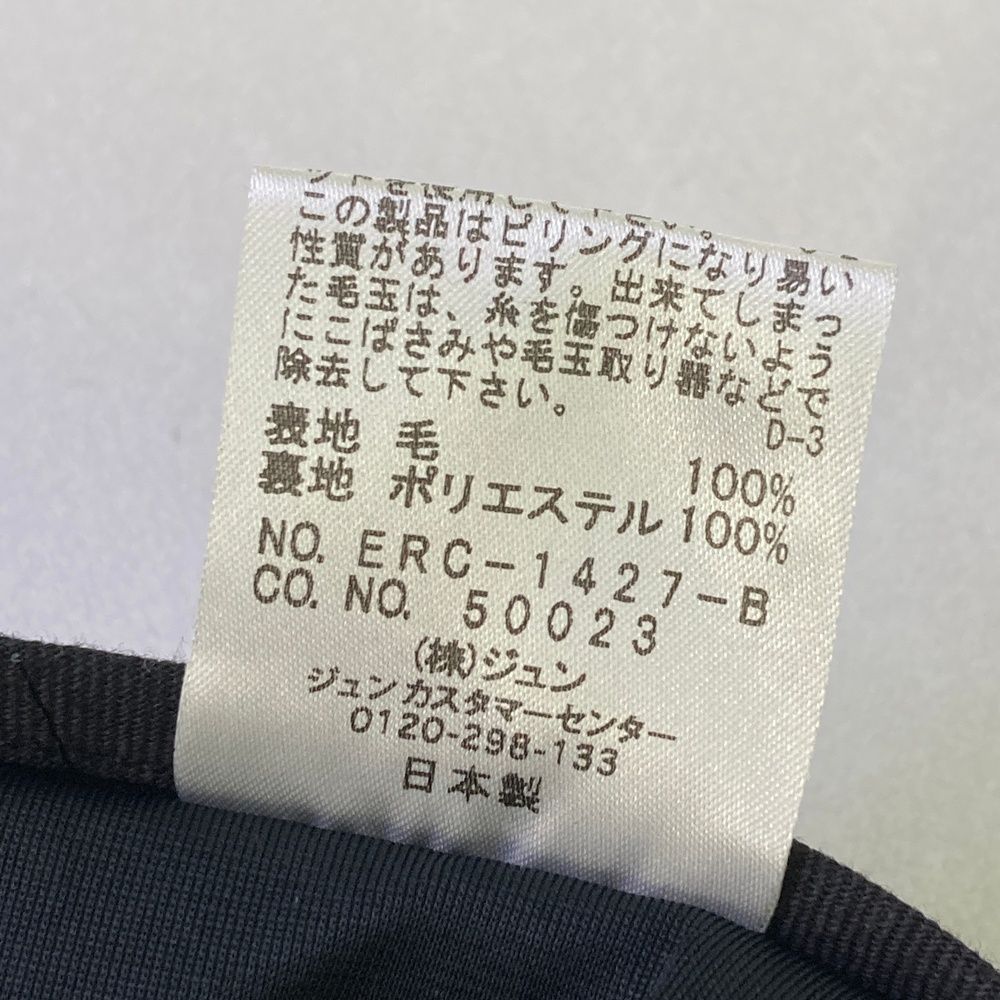 この製品はピリングになり易い
性質があります。出来てしまっ
た毛玉は、糸を傷つけないよう
にこばさみや毛玉取り器などで
除去して下さい。
D-3
表地 毛 100%
裏地 ポリエステル 100%
NO. ERC-1427-B
CO. NO. 50023
(株)ジュン
ジュンカスタマーセンター
0120-298-133
日本製